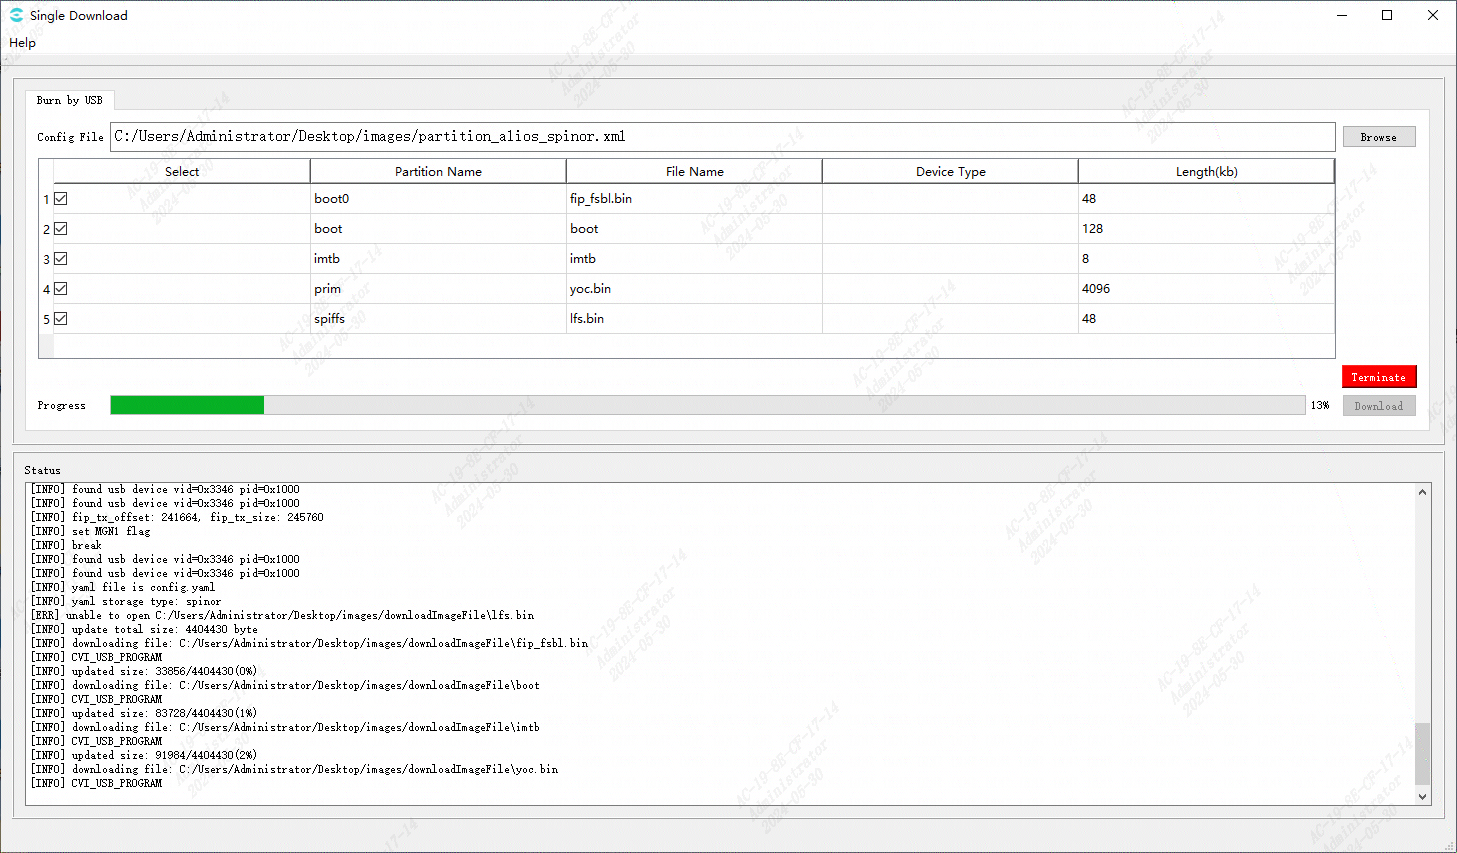 Single Download
Help
Burn by USB
Config File C:/Users/Administrator/Desktop/images/partition_alios_spinor.xml Browse
Select Partition Name File Name Device Type Length(kb)
1 boot0 fip_fsbl.bin 48
2 boot boot 128
3 imtb imtb 8
4 prim yoc.bin 4096
5 spiffs lfs.bin 48
Terminate
Progress 13% Download
Status
[INFO] found usb device vid=0x3346 pid=0x1000
[INFO] found usb device vid=0x3346 pid=0x1000
[INFO] fip_tx_offset: 241664, fip_tx_size: 245760
[INFO] set MGN1 flag
[INFO] break
[INFO] found usb device vid=0x3346 pid=0x1000
[INFO] found usb device vid=0x3346 pid=0x1000
[INFO] yaml file is config.yaml
[INFO] yaml storage type: spinor
[ERR] unable to open C:/Users/Administrator/Desktop/images/downloadImageFile\lfs.bin
[INFO] update total size: 4404430 byte
[INFO] downloading file: C:/Users/Administrator/Desktop/images/downloadImageFile\fip_fsbl.bin
[INFO] CVI_USB_PROGRAM
[INFO] updated size: 33856/4404430(0%)
[INFO] downloading file: C:/Users/Administrator/Desktop/images/downloadImageFile\boot
[INFO] CVI_USB_PROGRAM
[INFO] updated size: 83728/4404430(1%)
[INFO] downloading file: C:/Users/Administrator/Desktop/images/downloadImageFile\imtb
[INFO] CVI_USB_PROGRAM
[INFO] updated size: 91984/4404430(2%)
[INFO] downloading file: C:/Users/Administrator/Desktop/images/downloadImageFile\yoc.bin
[INFO] CVI_USB_PROGRAM
AC-19-8E-CF-17-14
Administrator
2024-05-30